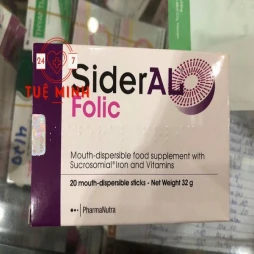 24 7
TUỆ MINH
SiderAL
Folic
Mouth-dispersible food supplement with
Sucrosomial® Iron and Vitamins
20 mouth-dispersible sticks - Net Weight 32 g
PharmaNutra